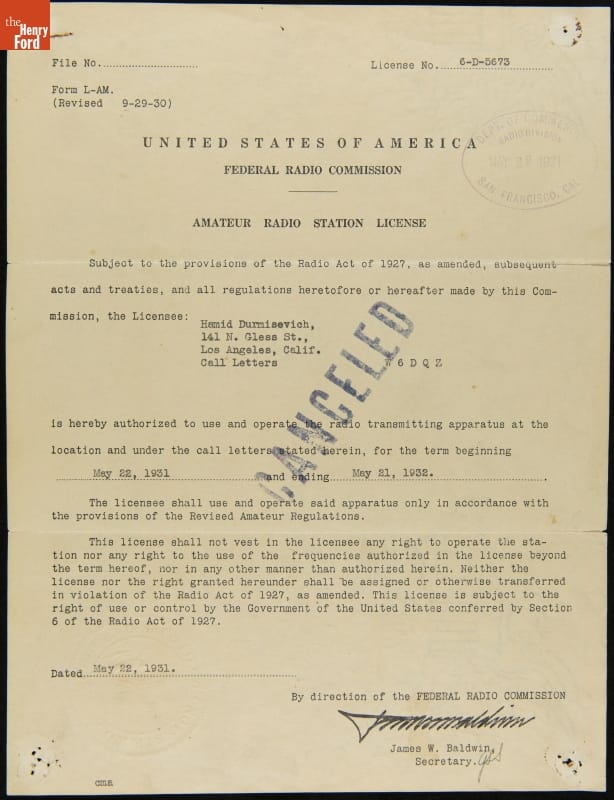 the
Henry
Ford
File No.
License No. 6-D-5673
Form L-AM.
(Revised 9-29-30)
UNITED STATES OF AMERICA
FEDERAL RADIO COMMISSION
DEPT. OF COMMERCE
RADIO DIVISION
MAY 1931
SAN FRANCISCO, CAL
AMATEUR RADIO STATION LICENSE
Subject to the provisions of the Radio Act of 1927, as amended, subsequent
acts and treaties, and all regulations heretofore or hereafter made by this Com-
mission, the Licensee:
Hamid Durmisevich,
141 N. Gless St.,
Los Angeles, Calif.
Call Letters W 6 D Q Z
CANCELED
is hereby authorized to use and operate the radio transmitting apparatus at the
location and under the call letters stated herein, for the term beginning
May 22, 1931 and ending May 21, 1932.
The licensee shall use and operate said apparatus only in accordance with
the provisions of the Revised Amateur Regulations.
This license shall not vest in the licensee any right to operate the sta-
tion nor any right to the use of the frequencies authorized in the license beyond
the term hereof, nor in any other manner than authorized herein. Neither the
license nor the right granted hereunder shall be assigned or otherwise transferred
in violation of the Radio Act of 1927, as amended. This license is subject to the
right of use or control by the Government of the United States conferred by Section
6 of the Radio Act of 1927.
Dated May 22, 1931.
By direction of the FEDERAL RADIO COMMISSION
James W. Baldwin,
Secretary.
cma